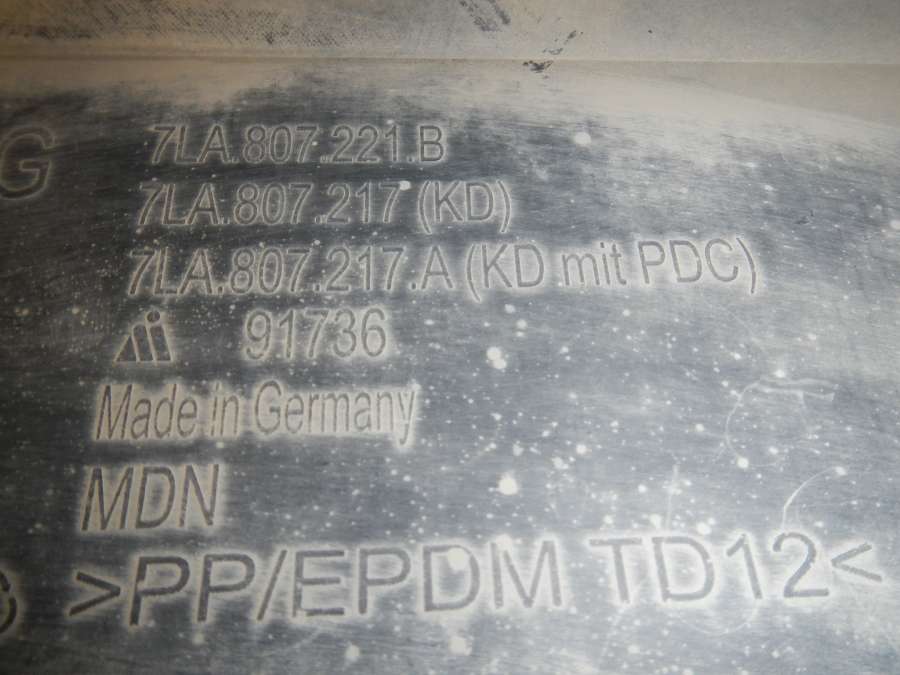 G
7LA.807.221.B
7LA.807.217 (KD)
7LA.807.217.A (KD mit PDC)
91736
Made in Germany
MDN
>PP/EPDM TD12<